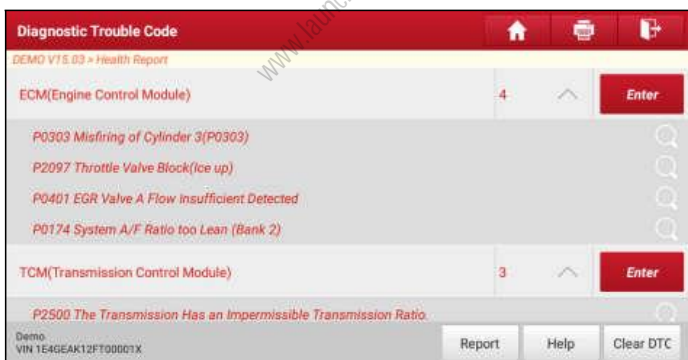 www.launc
Diagnostic Trouble Code
DEMO V15.03 > Health Report
ECM(Engine Control Module) 4 Enter
P0303 Misfiring of Cylinder 3(P0303)
P2097 Throttle Valve Block(Ice up)
P0401 EGR Valve A Flow Insufficient Detected
P0174 System A/F Ratio too Lean (Bank 2)
TCM(Transmission Control Module) 3 Enter
P2500 The Transmission Has an Impermissible Transmission Ratio.
Demo
VIN 1E4GEAK12FT00001X
Report Help Clear DTC